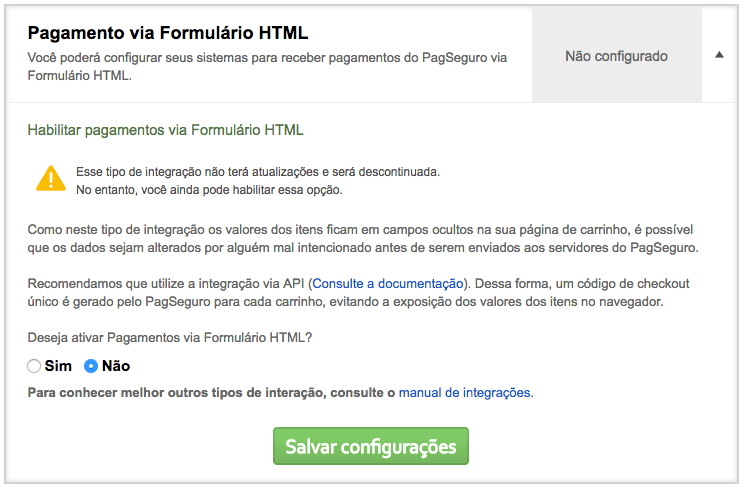 Pagamento via Formulário HTML
Você poderá configurar seus sistemas para receber pagamentos do PagSeguro via
Formulário HTML.
Não configurado
Habilitar pagamentos via Formulário HTML
Esse tipo de integração não terá atualizações e será descontinuada.
No entanto, você ainda pode habilitar essa opção.
Como neste tipo de integração os valores dos itens ficam em campos ocultos na sua página de carrinho, é possível
que os dados sejam alterados por alguém mal intencionado antes de serem enviados aos servidores do PagSeguro.
Recomendamos que utilize a integração via API (Consulte a documentação). Dessa forma, um código de checkout
único é gerado pelo PagSeguro para cada carrinho, evitando a exposição dos valores dos itens no navegador.
Deseja ativar Pagamentos via Formulário HTML?
Sim Não
Para conhecer melhor outros tipos de interação, consulte o manual de integrações.
Salvar configurações